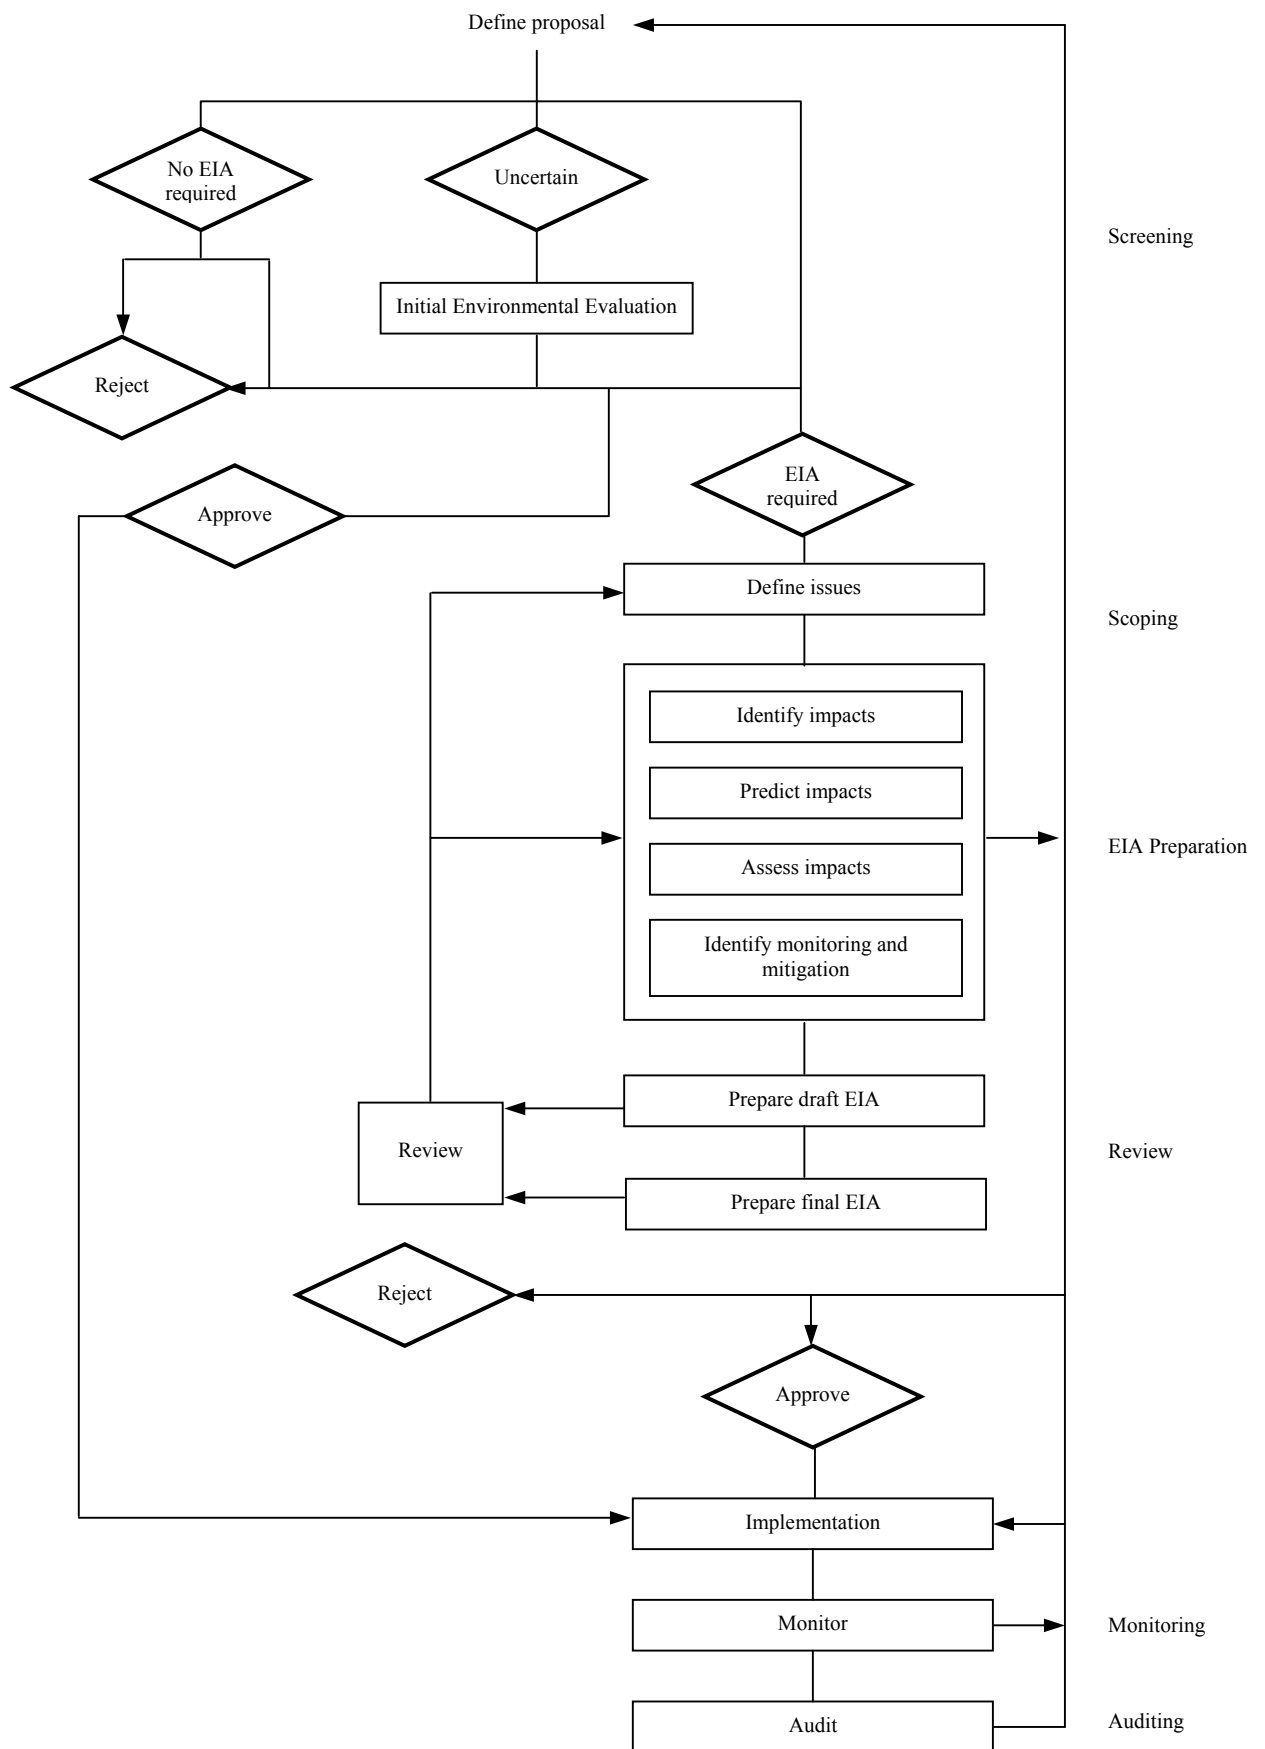 Define proposal
No EIA
required
Uncertain
Screening
Initial Environmental Evaluation
Reject
EIA
required
Approve
Define issues
Scoping
Identify impacts
Predict impacts
EIA Preparation
Assess impacts
Identify monitoring and
mitigation
Prepare draft EIA
Review
Review
Prepare final EIA
Reject
Approve
Implementation
Monitor
Monitoring
Audit
Auditing